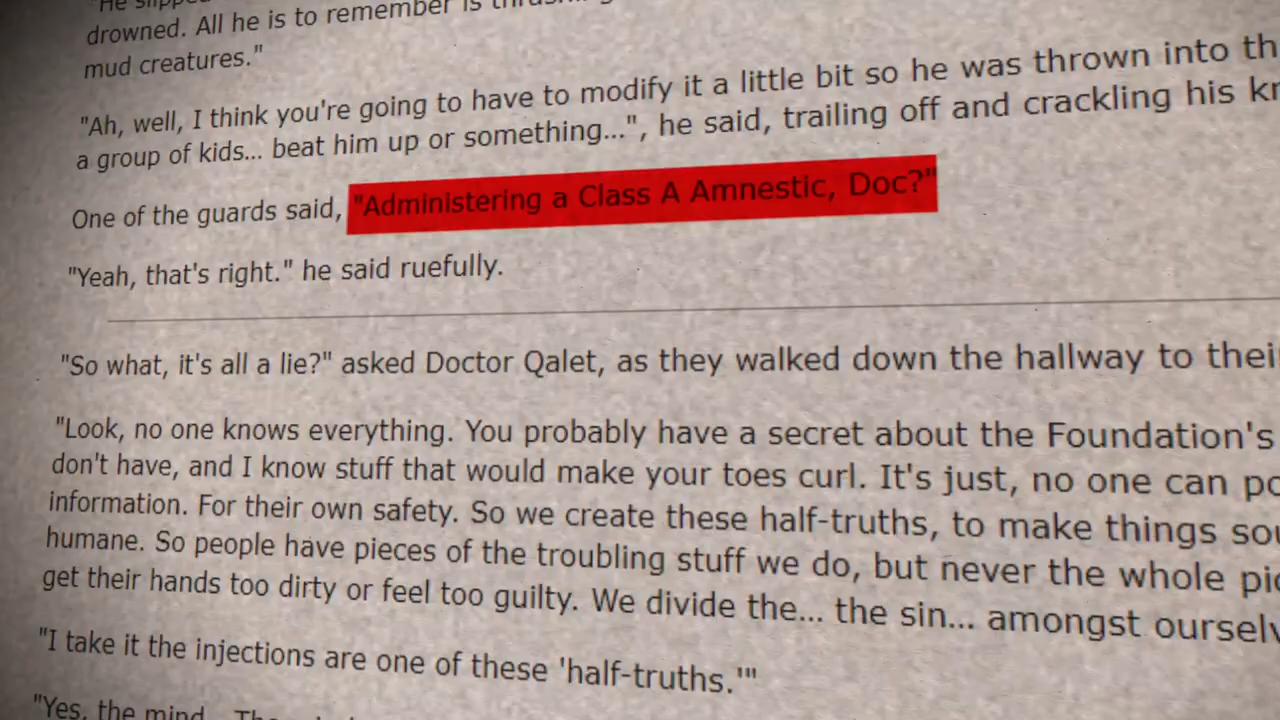 "He slipped
drowned. All he is to remember is
mud creatures."
"Ah, well, I think you're going to have to modify it a little bit so he was thrown into th
a group of kids... beat him up or something...", he said, trailing off and crackling his kn
One of the guards said, "Administering a Class A Amnestic, Doc?"
"Yeah, that's right." he said ruefully.
"So what, it's all a lie?" asked Doctor Qalet, as they walked down the hallway to thei
"Look, no one knows everything. You probably have a secret about the Foundation's
don't have, and I know stuff that would make your toes curl. It's just, no one can po
information. For their own safety. So we create these half-truths, to make things sou
humane. So people have pieces of the troubling stuff we do, but never the whole pic
get their hands too dirty or feel too guilty. We divide the... the sin... amongst ourselv
"I take it the injections are one of these 'half-truths.'"
"Yes, the mind